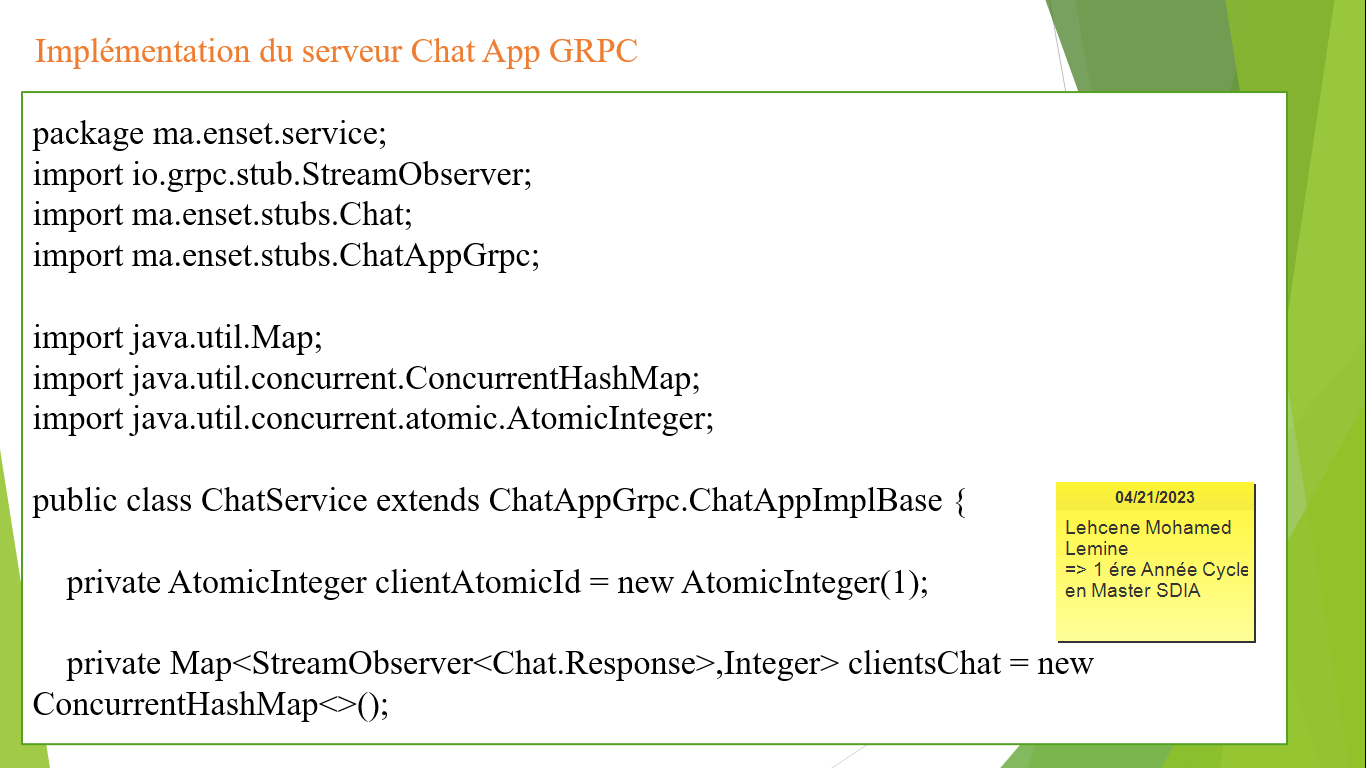 Implémentation du serveur Chat App GRPC
package ma.enset.service;
import io.grpc.stub.StreamObserver;
import ma.enset.stubs.Chat;
import ma.enset.stubs.ChatAppGrpc;
import java.util.Map;
import java.util.concurrent.ConcurrentHashMap;
import java.util.concurrent.atomic.AtomicInteger;
public class ChatService extends ChatAppGrpc.ChatAppImplBase {
private AtomicInteger clientAtomicId = new AtomicInteger(1);
private Map<StreamObserver<Chat.Response>,Integer> clientsChat = new
ConcurrentHashMap<>();
04/21/2023
Lehcene Mohamed
Lemine
=> 1 ére Année Cycle
en Master SDIA